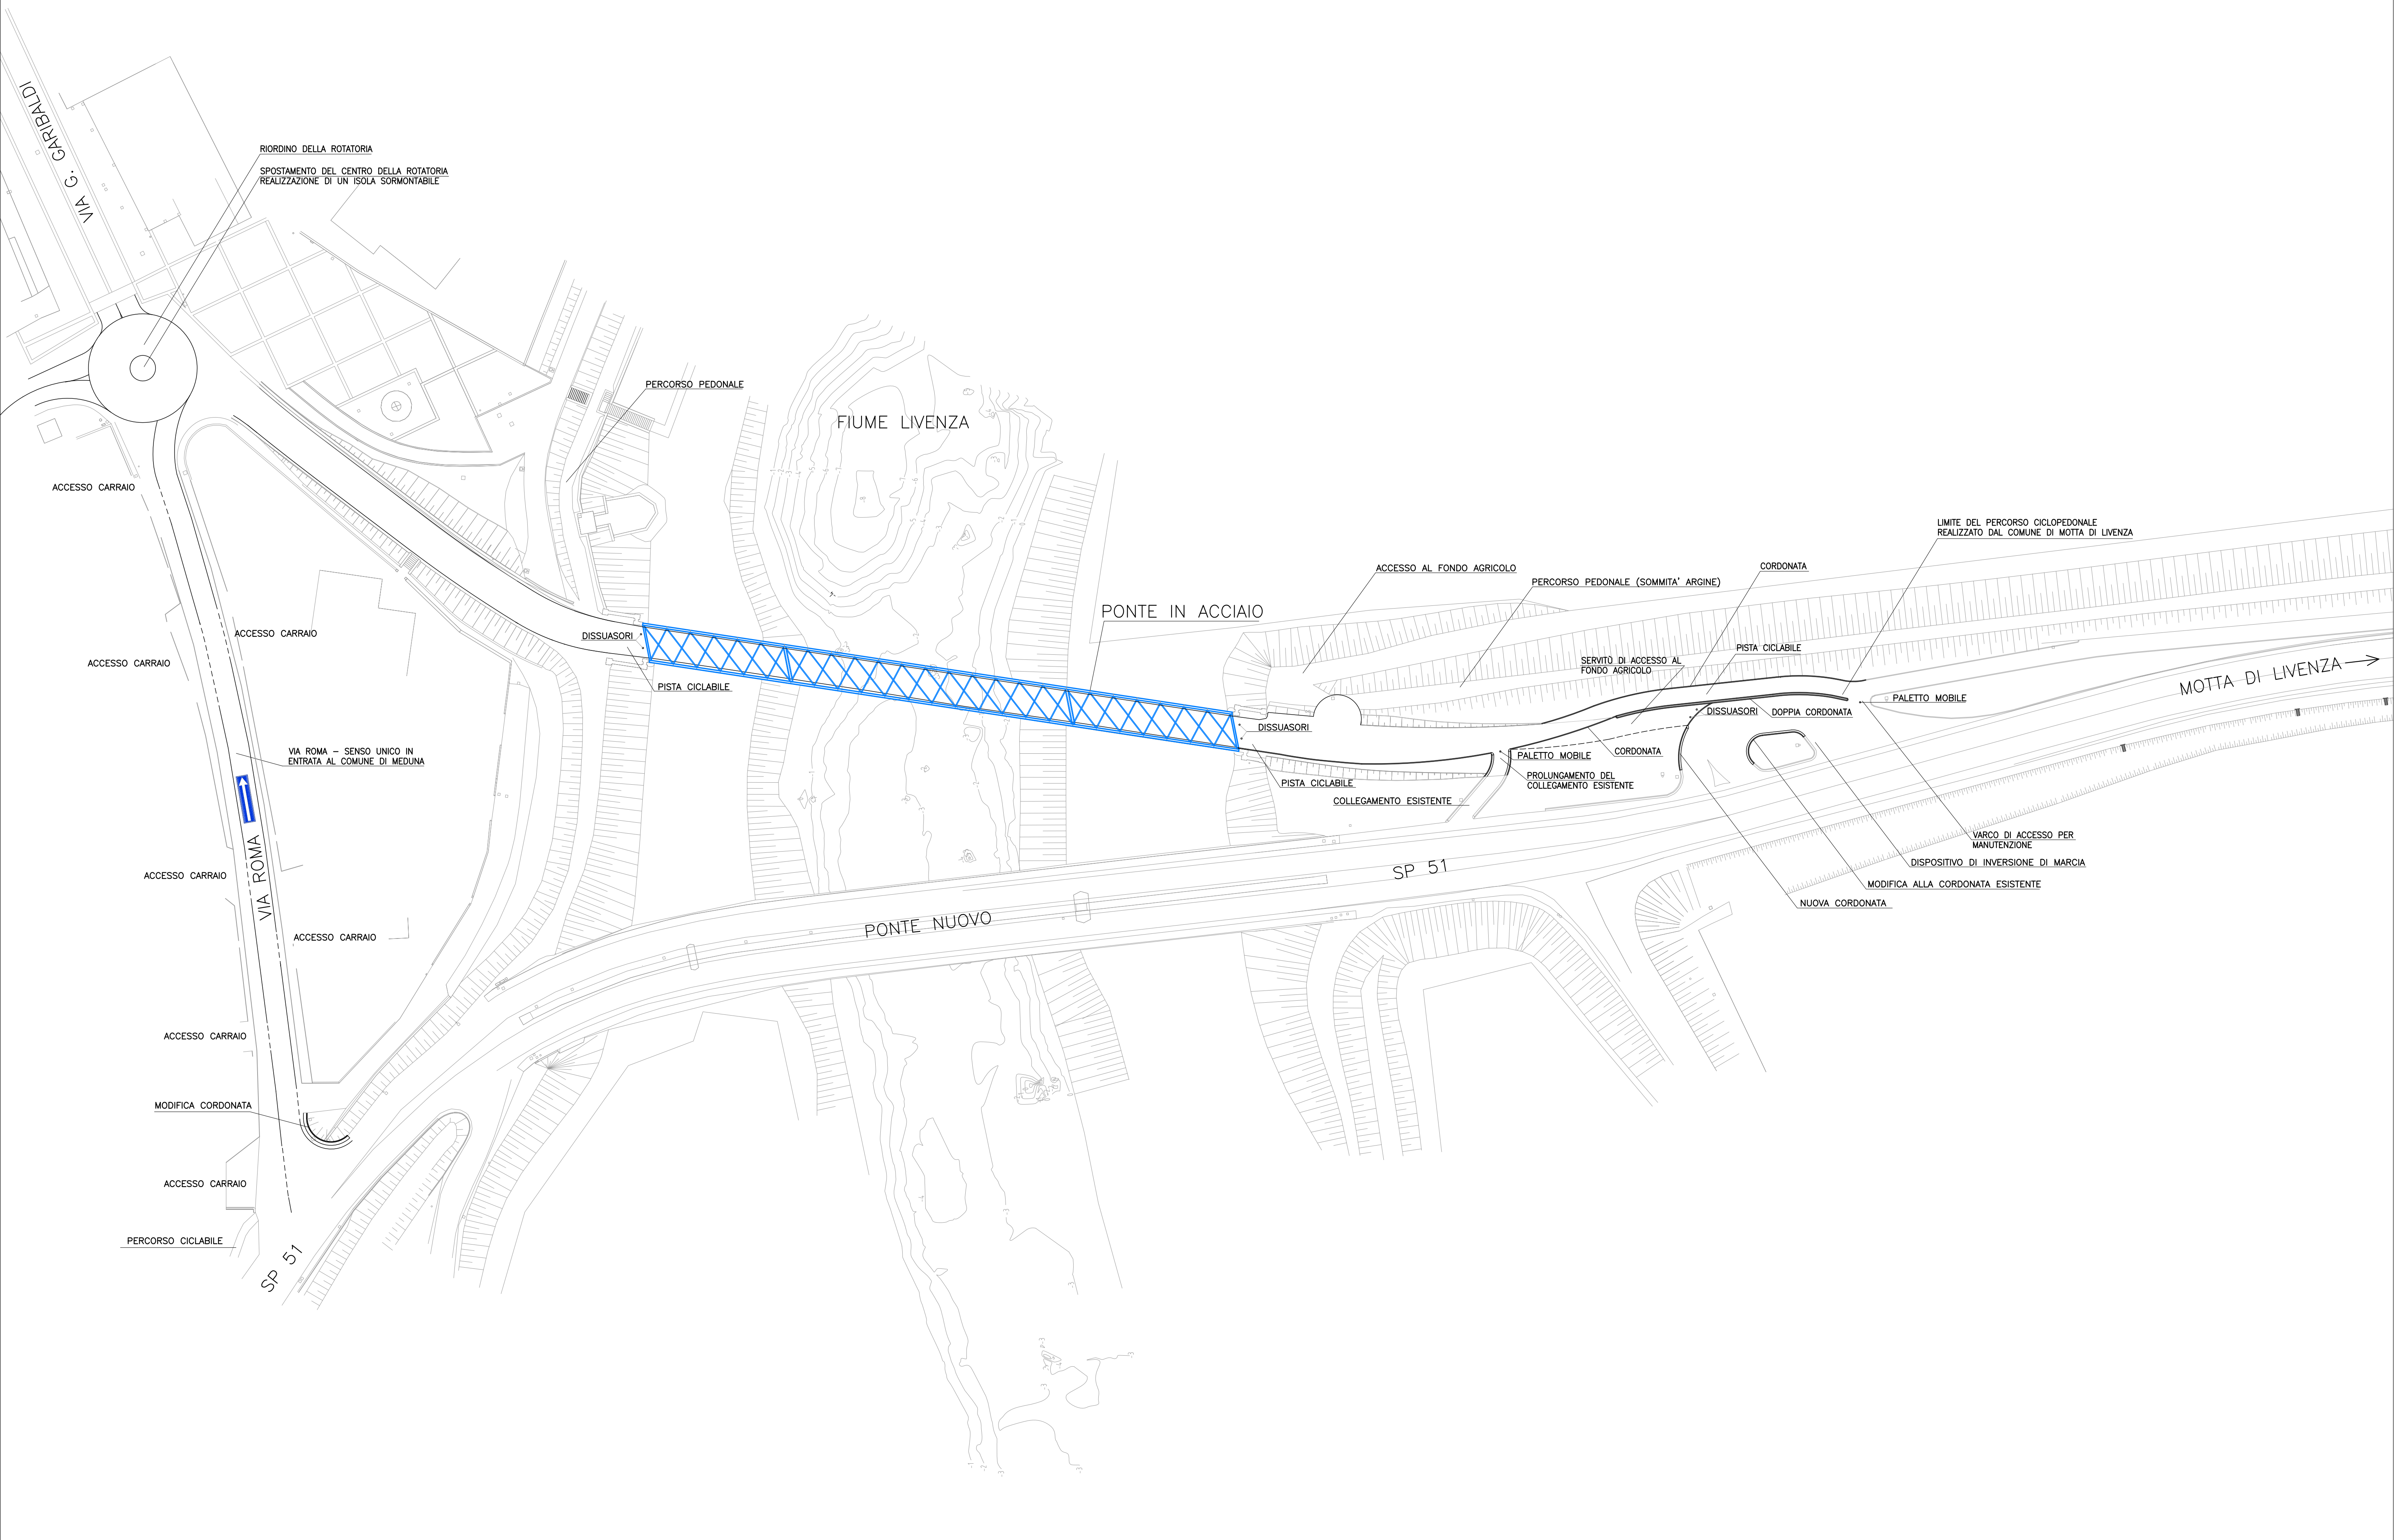 VIA G. GARIBALDI
RIORDINO DELLA ROTATORIA
SPOSTAMENTO DEL CENTRO DELLA ROTATORIA
REALIZZAZIONE DI UN ISOLA SORMONTABILE
PERCORSO PEDONALE
FIUME LIVENZA
ACCESSO CARRAIO
ACCESSO CARRAIO
ACCESSO CARRAIO
DISSUASORI
PISTA CICLABILE
PONTE IN ACCIAIO
ACCESSO AL FONDO AGRICOLO
PERCORSO PEDONALE (SOMMITA' ARGINE)
LIMITE DEL PERCORSO CICLOPEDONALE
REALIZZATO DAL COMUNE DI MOTTA DI LIVENZA
CORDONATA
PISTA CICLABILE
SERVITÙ DI ACCESSO AL
FONDO AGRICOLO
MOTTA DI LIVENZA
PALETTO MOBILE
DISSUASORI
DOPPIA CORDONATA
DISSUASORI
CORDONATA
PALETTO MOBILE
PROLUNGAMENTO DEL
COLLEGAMENTO ESISTENTE
PISTA CICLABILE
COLLEGAMENTO ESISTENTE
VIA ROMA – SENSO UNICO IN
ENTRATA AL COMUNE DI MEDUNA
VIA ROMA
VARCO DI ACCESSO PER
MANUTENZIONE
DISPOSITIVO DI INVERSIONE DI MARCIA
MODIFICA ALLA CORDONATA ESISTENTE
NUOVA CORDONATA
SP 51
PONTE NUOVO
ACCESSO CARRAIO
ACCESSO CARRAIO
ACCESSO CARRAIO
MODIFICA CORDONATA
ACCESSO CARRAIO
PERCORSO CICLABILE
SP 51